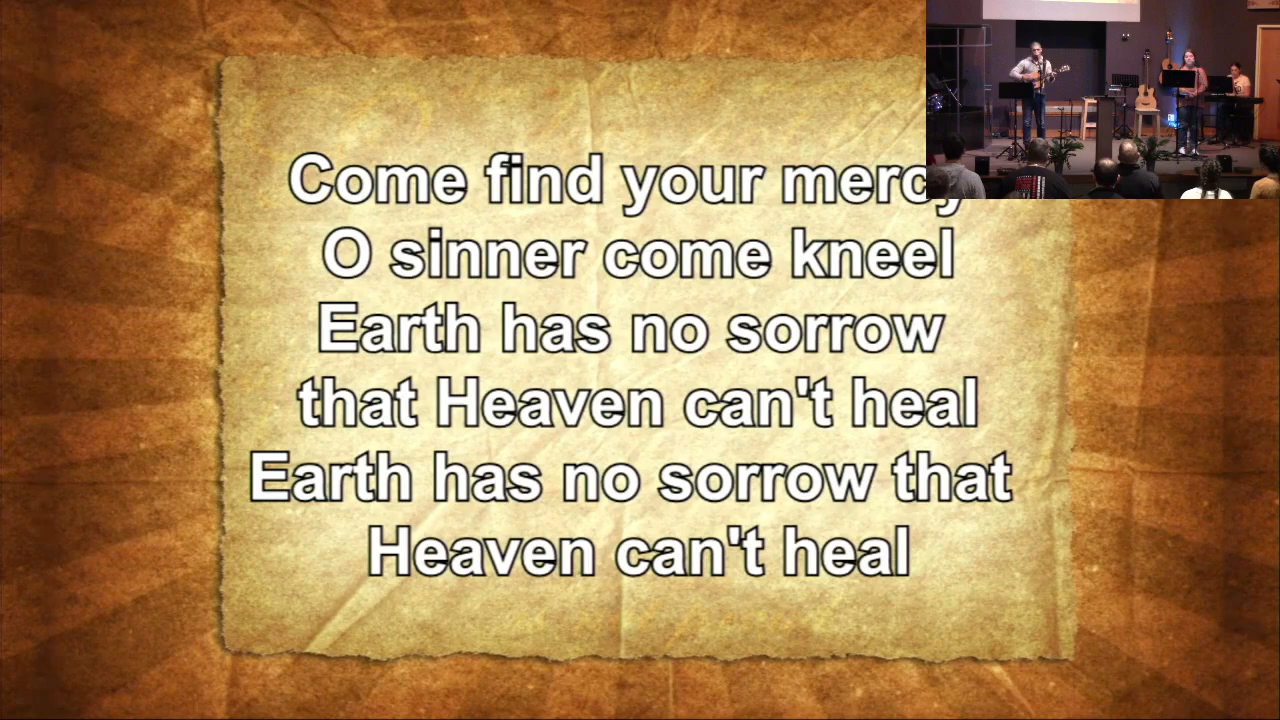 Come find your mercy
O sinner come kneel
Earth has no sorrow
that Heaven can't heal
Earth has no sorrow that
Heaven can't heal